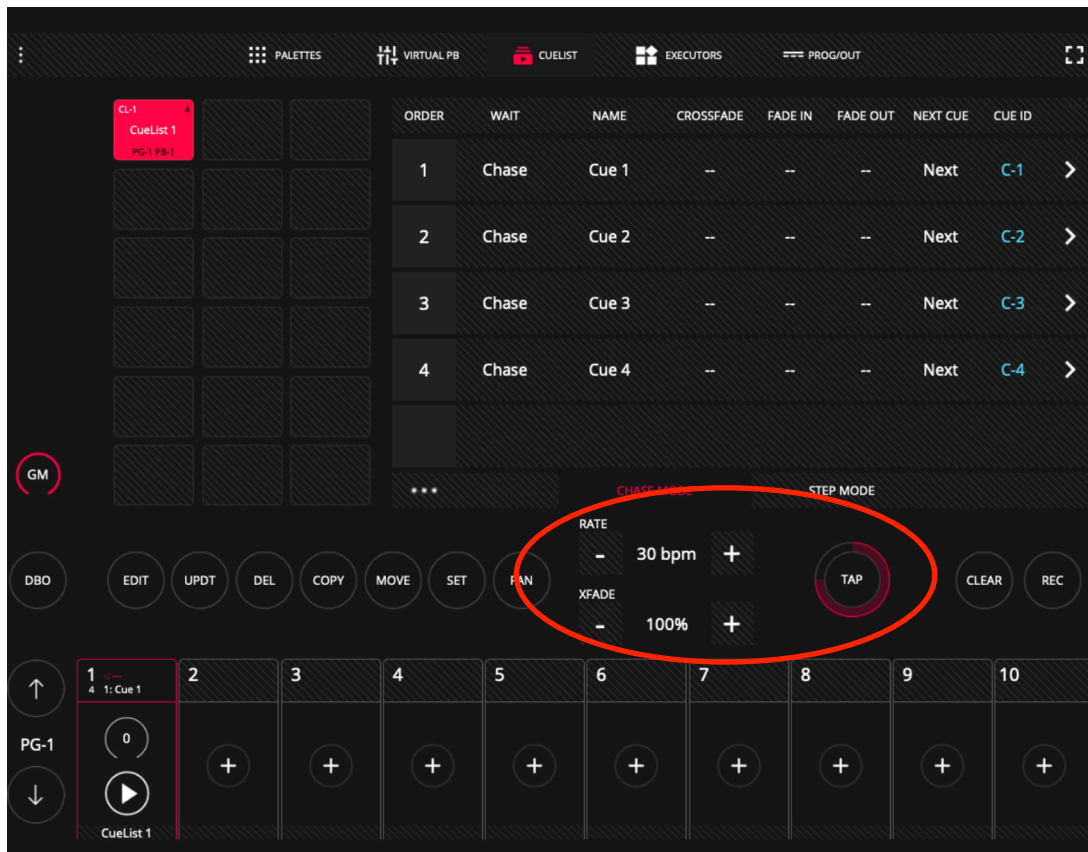 PALETTES VIRTUAL PB CUELIST EXECUTORS PROG/OUT
CL-1 4
CueList 1
PG-1 PB-1
ORDER WAIT NAME CROSSFADE FADE IN FADE OUT NEXT CUE CUE ID
1 Chase Cue 1 -- -- -- Next C-1
2 Chase Cue 2 -- -- -- Next C-2
3 Chase Cue 3 -- -- -- Next C-3
4 Chase Cue 4 -- -- -- Next C-4
GM
CHASE MODE STEP MODE
RATE
- 30 bpm +
DBO EDIT UPDT DEL COPY MOVE SET FAN TAP CLEAR REC
XFADE
- 100% +
1 2 3 4 5 6 7 8 9 10
4 1: Cue 1
PG-1
0
+ + + + + + + + +
CueList 1